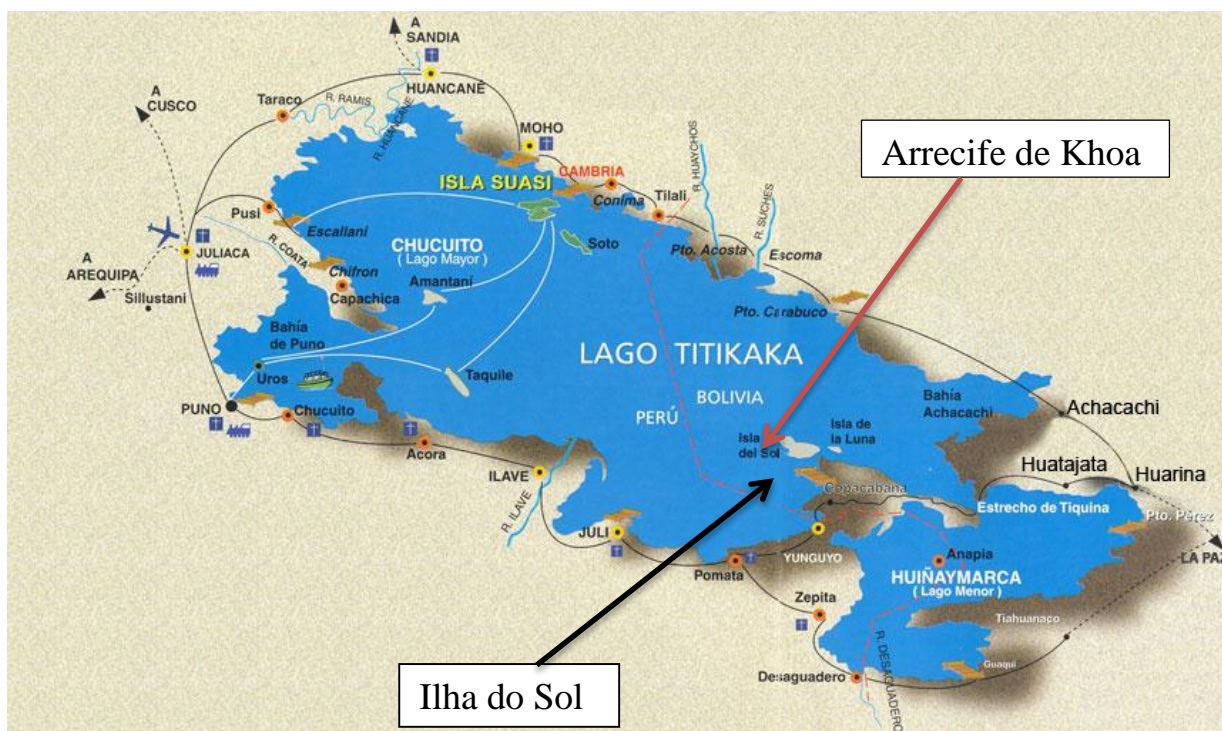 A
SANDIA
HUANCANÉ
A
CUSCO
Taraco
R. RAMIS
R. HUANCANE
MOHO
Arrecife de Khoa
CAMBRIA
ISLA SUASI
Conima
Tilali
R. HUAYCHOS
R. SUCHES
Pusi
Escallaní
Soto
Pto. Acosta
Escoma
JULIACA
R. COATA
CHUCUITO
( Lago Mayor )
A
AREQUIPA
Sillustani
Chifron
Capachica
Amantaní
Pto. Carabuco
Bahía
de Puno
LAGO TITIKAKA
Uros
Taquile
BOLIVIA
PERÚ
Bahía
Achacachi
PUNO
Chucuito
Achacachi
Isla
del Sol
Isla de
la Luna
Acora
ILAVE
R. ILAVE
Huatajata
Huarina
Copacabana
Estrecho de Tiquina
Pto. Pérez
JULI
YUNGUYO
Anapia
LA PAZ
Pomata
HUIÑAYMARCA
( Lago Menor )
Zepita
Tiahuanaco
R. DESAGUADERO
Guaqui
Desaguadero
Ilha do Sol